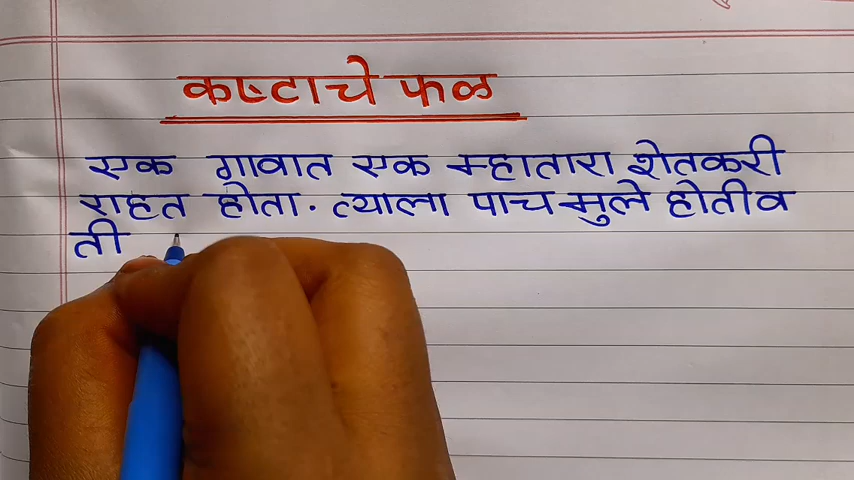 कष्टाचे फळ
एक गावात एक म्हातारा शेतकरी
राहत होता. त्याला पाच मुले होती व
ती